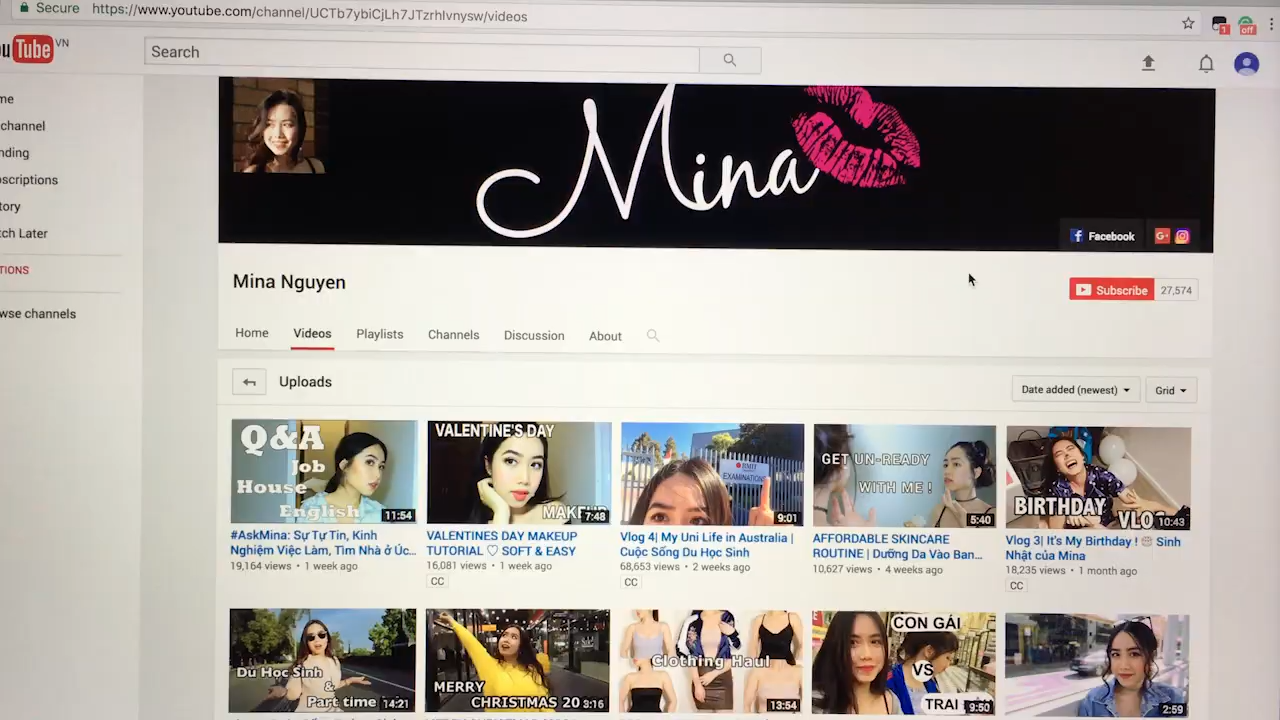 Secure https://www.youtube.com/channel/UCTb7ybiCjLh7JTzrhIvnysw/videos
1
off
ou Tube VN
Search
me
channel
nding
bscriptions
tory
tch Later
TIONS
wse channels
Mina
Facebook
G+
Mina Nguyen
Subscribe 27,574
Home Videos Playlists Channels Discussion About
Uploads
Date added (newest)
Grid
Q&A
Job
House
English
11:54
#AskMina: Sự Tự Tin, Kinh
Nghiệm Việc Làm, Tìm Nhà ở Úc...
19,164 views • 1 week ago
VALENTINE'S DAY
7:48
VALENTINES DAY MAKEUP
TUTORIAL ♡ SOFT & EASY
16,081 views • 1 week ago
CC
RMIT
EXAMINATION
9:01
Vlog 4| My Uni Life in Australia |
Cuộc Sống Du Học Sinh
68,653 views • 2 weeks ago
CC
GET UN-READY
WITH ME !
5:40
AFFORDABLE SKINCARE
ROUTINE | Dưỡng Da Vào Ban...
10,627 views • 4 weeks ago
BIRTHDAY VLOG
10:43
Vlog 3| It's My Birthday ! Sinh
Nhật của Mina
18,235 views • 1 month ago
CC
Du Học Sinh
&
Part time
14:21
MERRY
CHRISTMAS 20
3:16
Clothing Haul
13:54
CON GÁI
VS
TRAI
9:50
2:59